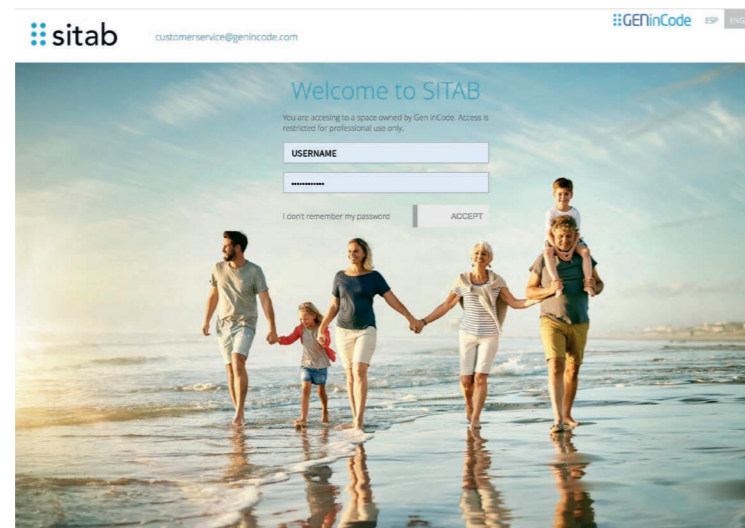 sitab
customerservice@genincode.com
GENinCode
ESP
ENG
Welcome to SITAB
You are accesing to a space owned by Gen inCode. Access is
restricted for professional use only.
USERNAME
••••••••••••
I don't remember my password
ACCEPT